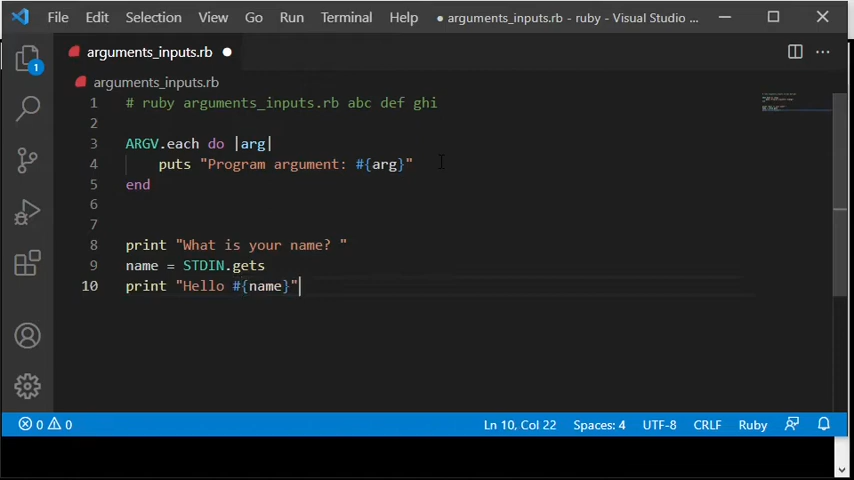 File Edit Selection View Go Run Terminal Help ● arguments_inputs.rb - ruby - Visual Studio ...
arguments_inputs.rb ●
arguments_inputs.rb
1 # ruby arguments_inputs.rb abc def ghi
2
3 ARGV.each do |arg|
4 puts "Program argument: #{arg}"
5 end
6
7
8 print "What is your name? "
9 name = STDIN.gets
10 print "Hello #{name}"
1
0 0 Ln 10, Col 22 Spaces: 4 UTF-8 CRLF Ruby